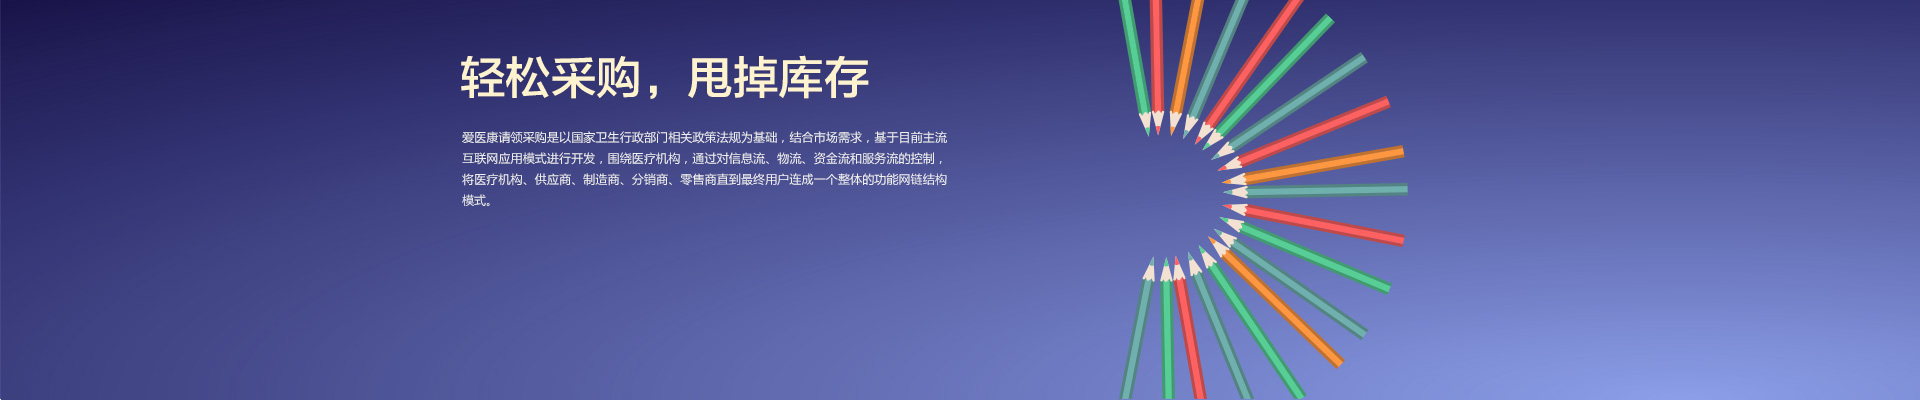 轻松采购，甩掉库存
爱医康请领采购是以国家卫生行政部门相关政策法规为基础，结合市场需求，基于目前主流
互联网应用模式进行开发，围绕医疗机构，通过对信息流、物流、资金流和服务流的控制，
将医疗机构、供应商、制造商、分销商、零售商直到最终用户连成一个整体的功能网链结构
模式。